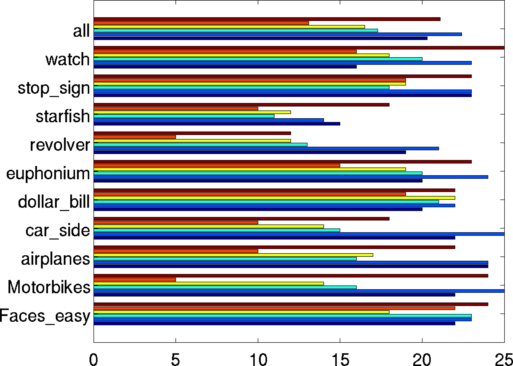 all
watch
stop_sign
starfish
revolver
euphonium
dollar_bill
car_side
airplanes
Motorbikes
Faces_easy
0 5 10 15 20 25